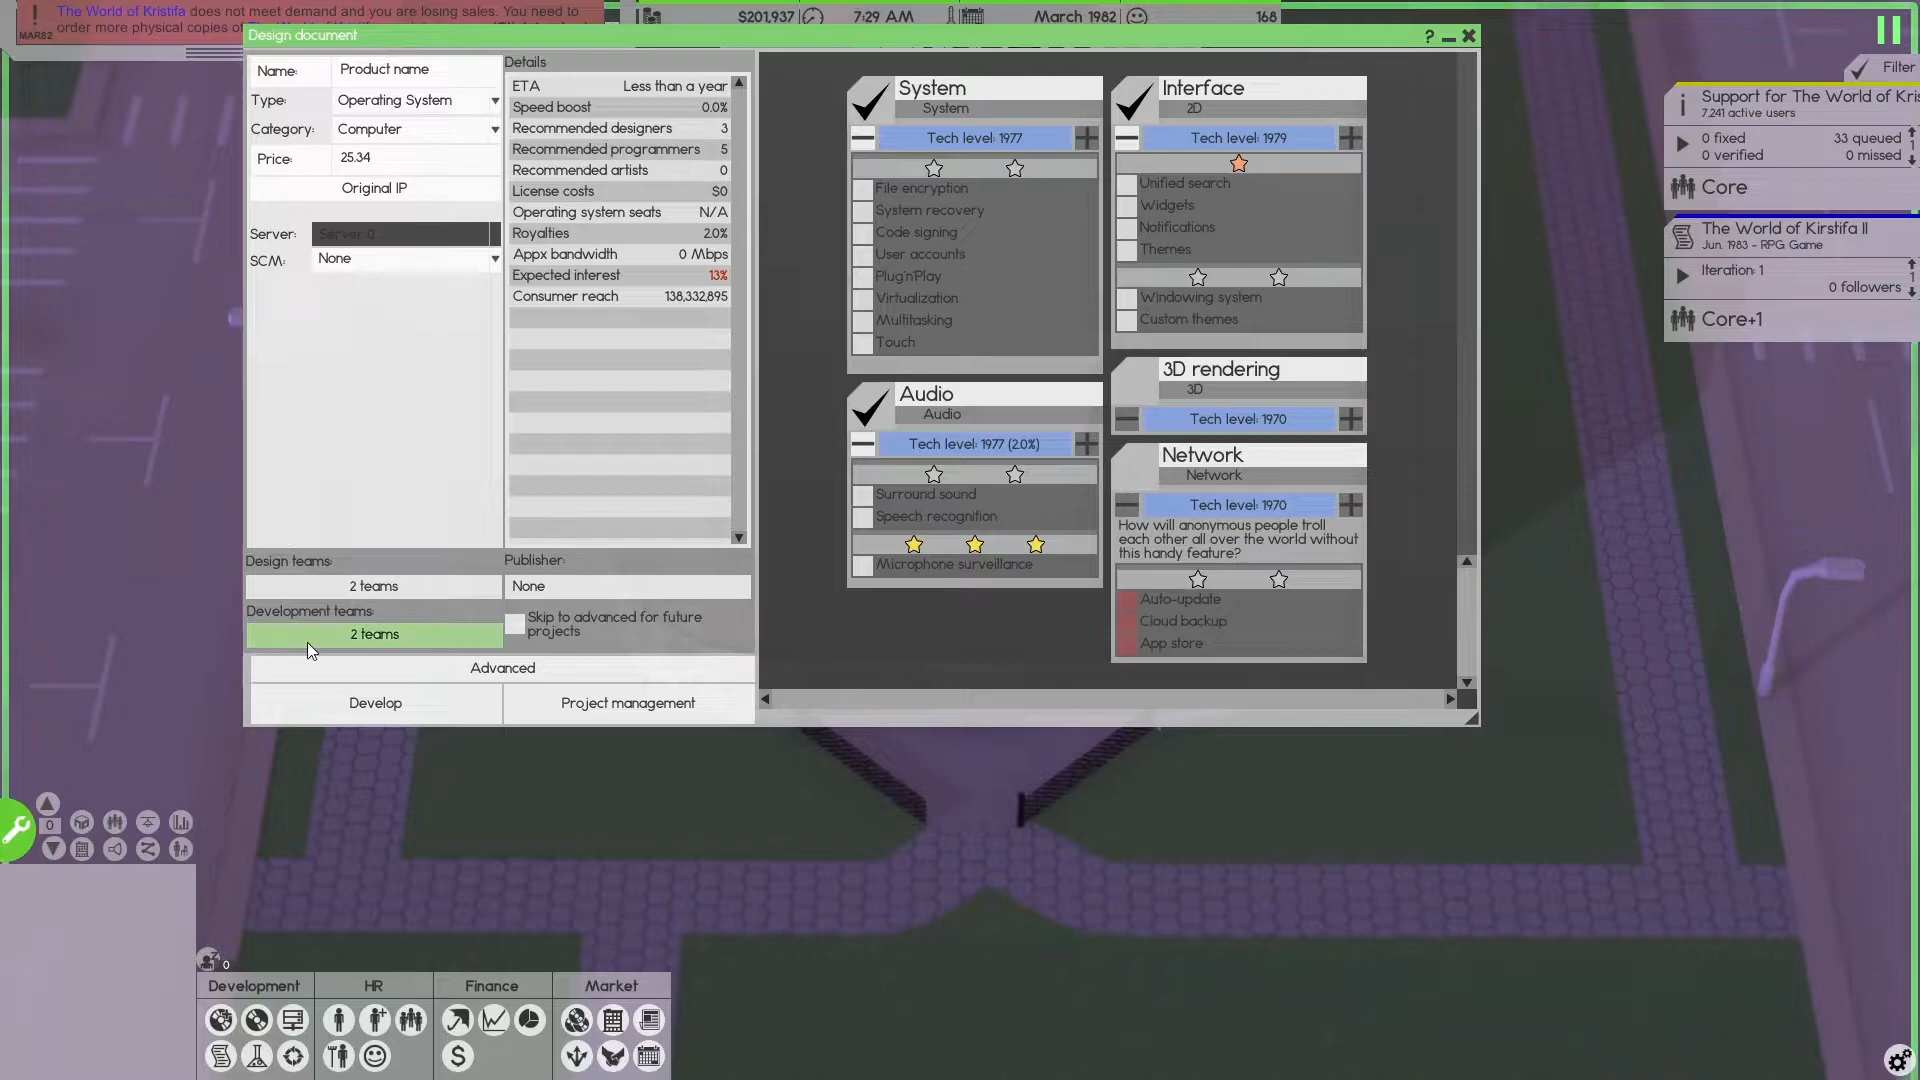 The World of Kristifa does not meet demand and you are losing sales. You need to
order more physical copies of
MAR82
$201,937
7:29 AM
March 1982
168
Design document
?
Filter
Name:
Product name
Type:
Operating System
Category:
Computer
Price:
25.34
Original IP
Server:
Server 0
SCM:
None
Details
ETA
Less than a year
Speed boost
0.0%
Recommended designers
3
Recommended programmers
5
Recommended artists
0
License costs
$0
Operating system seats
N/A
Royalties
2.0%
Appx bandwidth
0 Mbps
Expected interest
13%
Consumer reach
138,332,895
Design teams:
2 teams
Development teams:
2 teams
Publisher:
None
Skip to advanced for future
projects
Advanced
Develop
Project management
System
System
Tech level: 1977
File encryption
System recovery
Code signing
User accounts
Plug'n'Play
Virtualization
Multitasking
Touch
Audio
Audio
Tech level: 1977 (2.0%)
Surround sound
Speech recognition
Microphone surveillance
Interface
2D
Tech level: 1979
Unified search
Widgets
Notifications
Themes
Windowing system
Custom themes
3D rendering
3D
Tech level: 1970
Network
Network
Tech level: 1970
How will anonymous people troll
each other all over the world without
this handy feature?
Auto-update
Cloud backup
App store
Support for The World of Kris
7,241 active users
0 fixed
33 queued
0 verified
0 missed
1
Core
The World of Kirstifa II
Jun. 1983 - RPG Game
Iteration: 1
0 followers
1
Core+1
0
0
Development
HR
Finance
Market